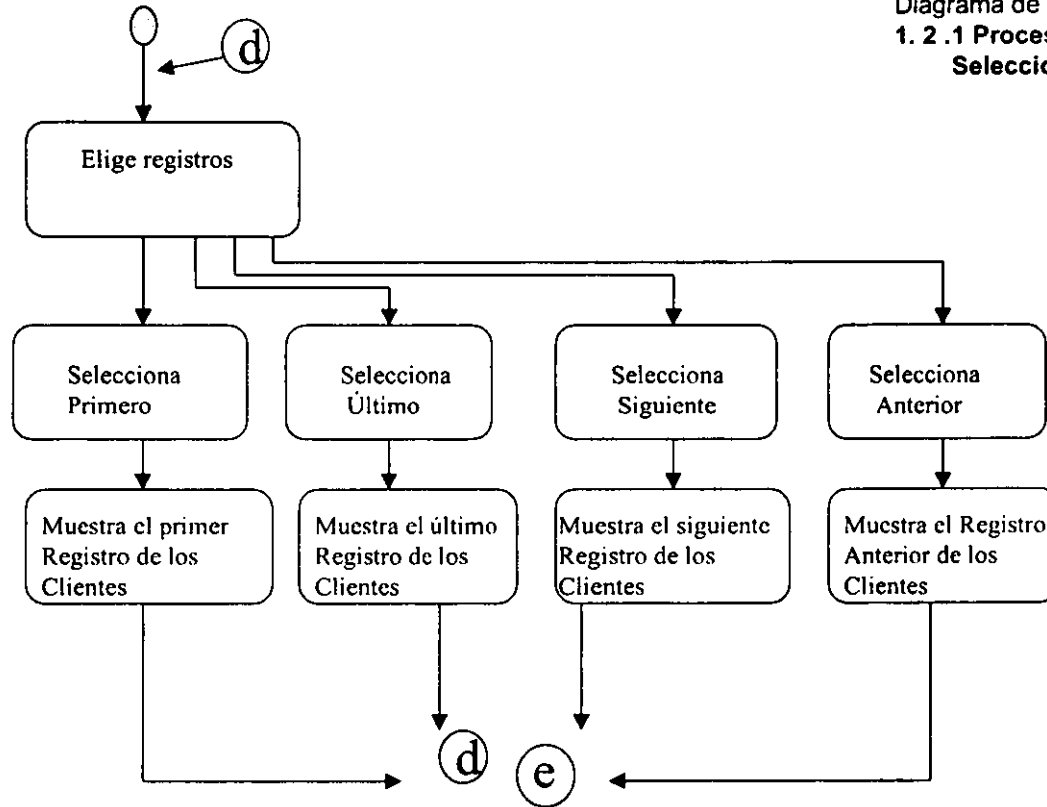 Diagrama de
1. 2 .1 Proces
Seleccio
d
Elige registros
Selecciona
Primero
Selecciona
Último
Selecciona
Siguiente
Selecciona
Anterior
Muestra el primer
Registro de los
Clientes
Muestra el último
Registro de los
Clientes
Muestra el siguiente
Registro de los
Clientes
Muestra el Registro
Anterior de los
Clientes
d
e